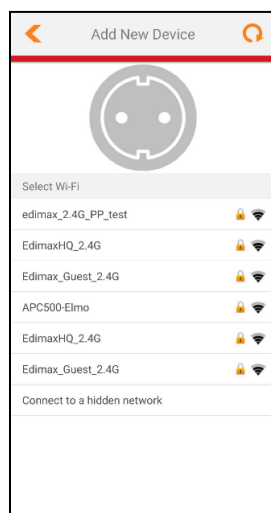 Add New Device
Select Wi-Fi
edimax_2.4G_PP_test
EdimaxHQ_2.4G
Edimax_Guest_2.4G
APC500-Elmo
EdimaxHQ_2.4G
Edimax_Guest_2.4G
Connect to a hidden network